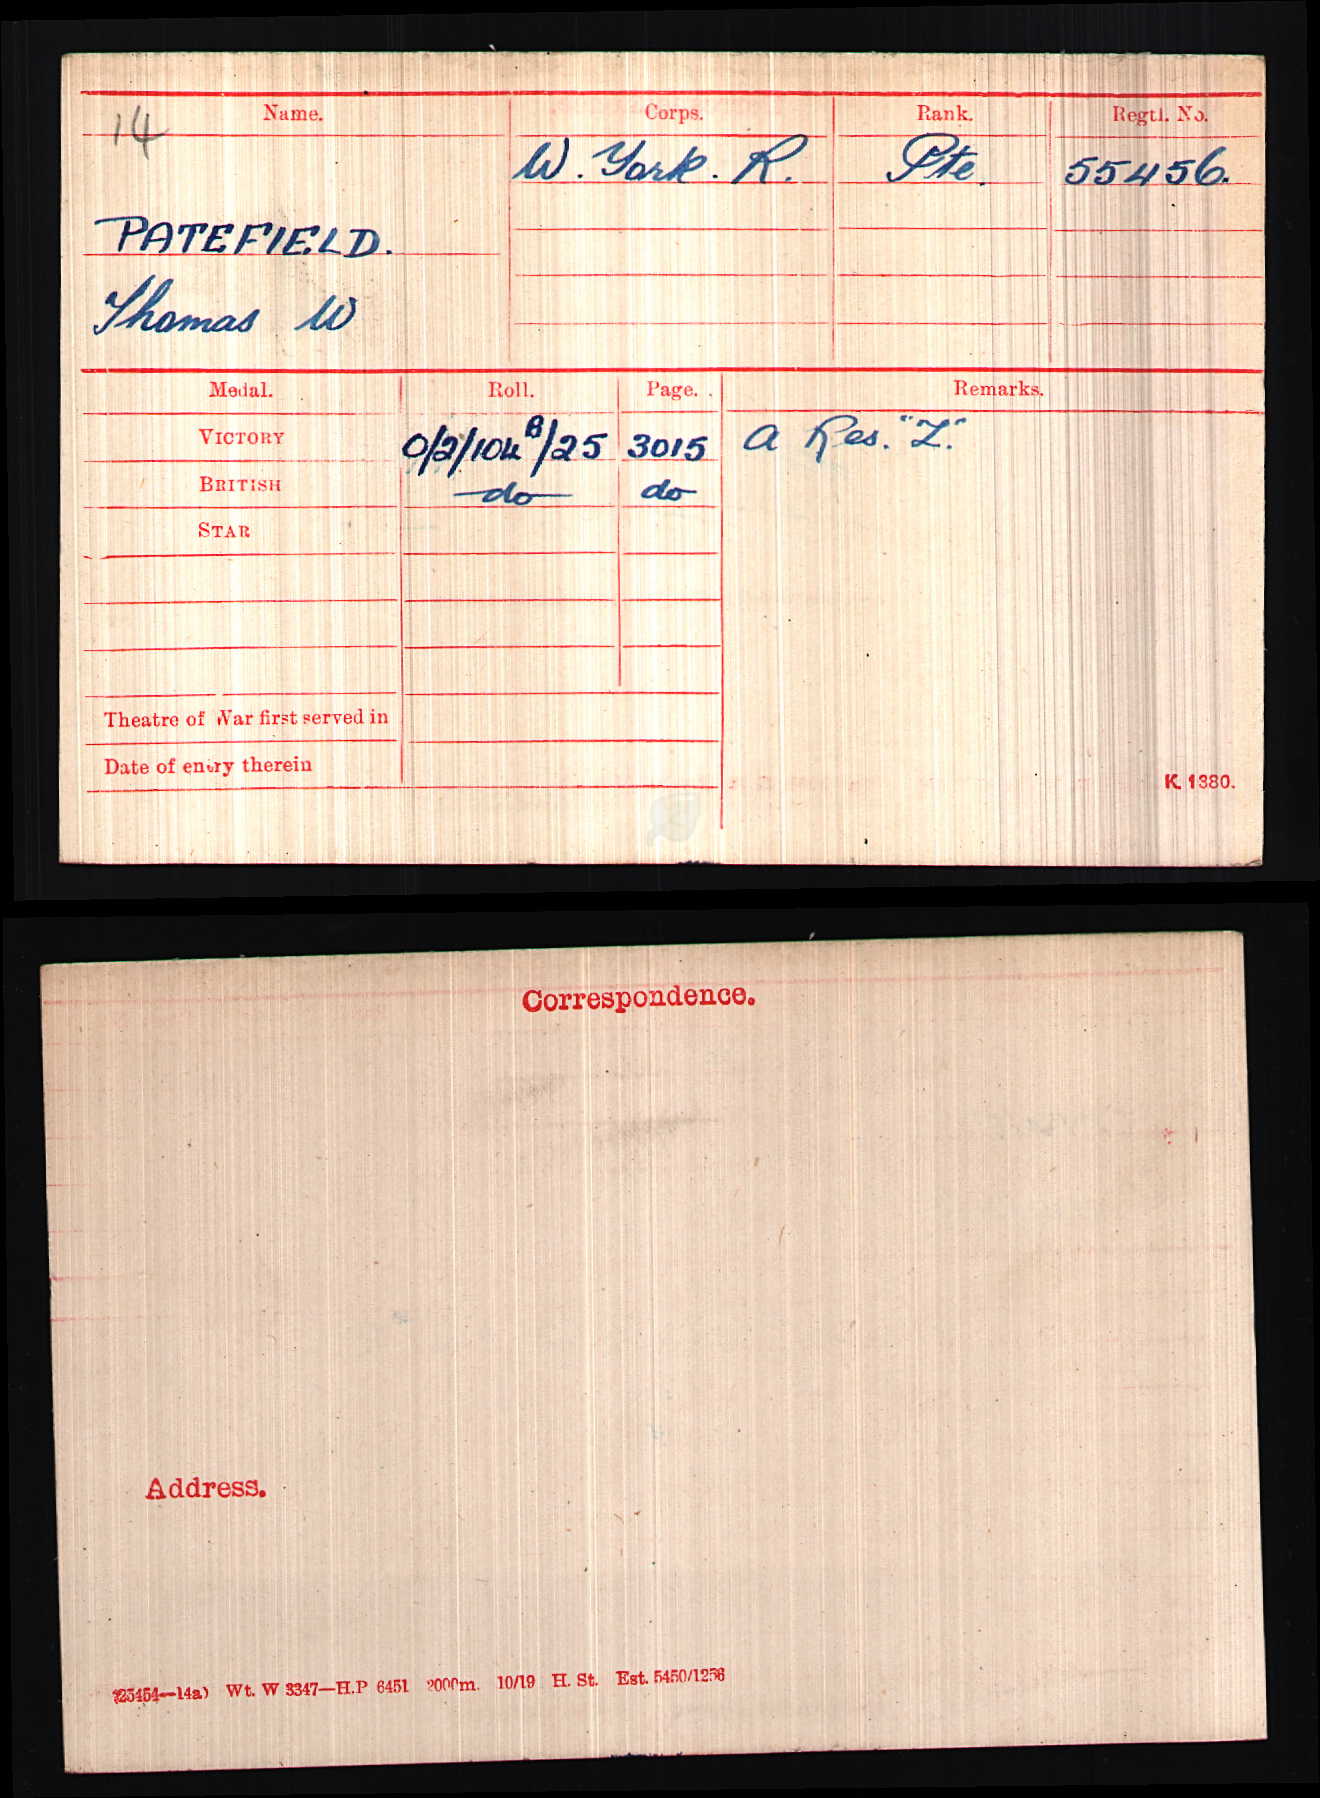 14
Name.
Corps.
Rank.
Regtl. No.
W. York. R.
Pte.
55456.
PATEFIELD.
Thomas W
Medal.
Roll.
Page.
Remarks.
VICTORY
O/2/104B/25
3015
A Res. "Z."
BRITISH
do
do
STAR
Theatre of War first served in
Date of entry therein
K. 1380.
Correspondence.
Address.
(25454—14a) Wt. W 3347—H.P 6451 2000m. 10/19 H. St. Est. 5450/1256